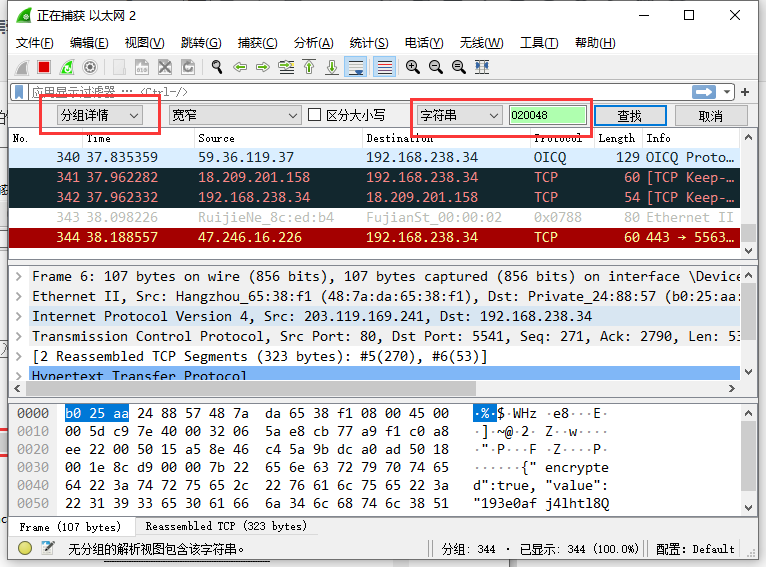 正在捕获 以太网 2
文件(F) 编辑(E) 视图(V) 跳转(G) 捕获(C) 分析(A) 统计(S) 电话(Y) 无线(W) 工具(T) 帮助(H)
应用显示过滤器 … <Ctrl-/>
分组详情 宽窄 区分大小写 字符串 020048 查找 取消
No. Time Source Destination Protocol Length Info
340 37.835359 59.36.119.37 192.168.238.34 OICQ 129 OICQ Proto…
341 37.962282 18.209.201.158 192.168.238.34 TCP 60 [TCP Keep-…
342 37.962332 192.168.238.34 18.209.201.158 TCP 54 [TCP Keep-…
343 38.098226 RuijieNe_8c:ed:b4 FujianSt_00:00:02 0x0788 80 Ethernet II
344 38.188557 47.246.16.226 192.168.238.34 TCP 60 443 → 5563…
Frame 6: 107 bytes on wire (856 bits), 107 bytes captured (856 bits) on interface \Device
Ethernet II, Src: Hangzhou_65:38:f1 (48:7a:da:65:38:f1), Dst: Private_24:88:57 (b0:25:aa:
Internet Protocol Version 4, Src: 203.119.169.241, Dst: 192.168.238.34
Transmission Control Protocol, Src Port: 80, Dst Port: 5541, Seq: 271, Ack: 2790, Len: 53
[2 Reassembled TCP Segments (323 bytes): #5(270), #6(53)]
Hypertext Transfer Protocol
0000 b0 25 aa 24 88 57 48 7a da 65 38 f1 08 00 45 00 ·%·$·WHz ·e8···E·
0010 00 5d c9 7e 40 00 32 06 5a e8 cb 77 a9 f1 c0 a8 ·]·~@·2· Z··w····
0020 ee 22 00 50 15 a5 8e 46 c4 5a 9b dc a0 ad 50 18 ·"·P···F ·Z····P·
0030 00 1e 8c d9 00 00 7b 22 65 6e 63 72 79 70 74 65 ······{" encrypte
0040 64 22 3a 74 72 75 65 2c 22 76 61 6c 75 65 22 3a d":true, "value":
0050 22 31 39 33 65 30 61 66 6a 34 6c 68 74 6c 38 51 "193e0af j4lhtl8Q
Frame (107 bytes) Reassembled TCP (323 bytes)
无分组的解析视图包含该字符串。 分组: 344 · 已显示: 344 (100.0%) 配置: Default